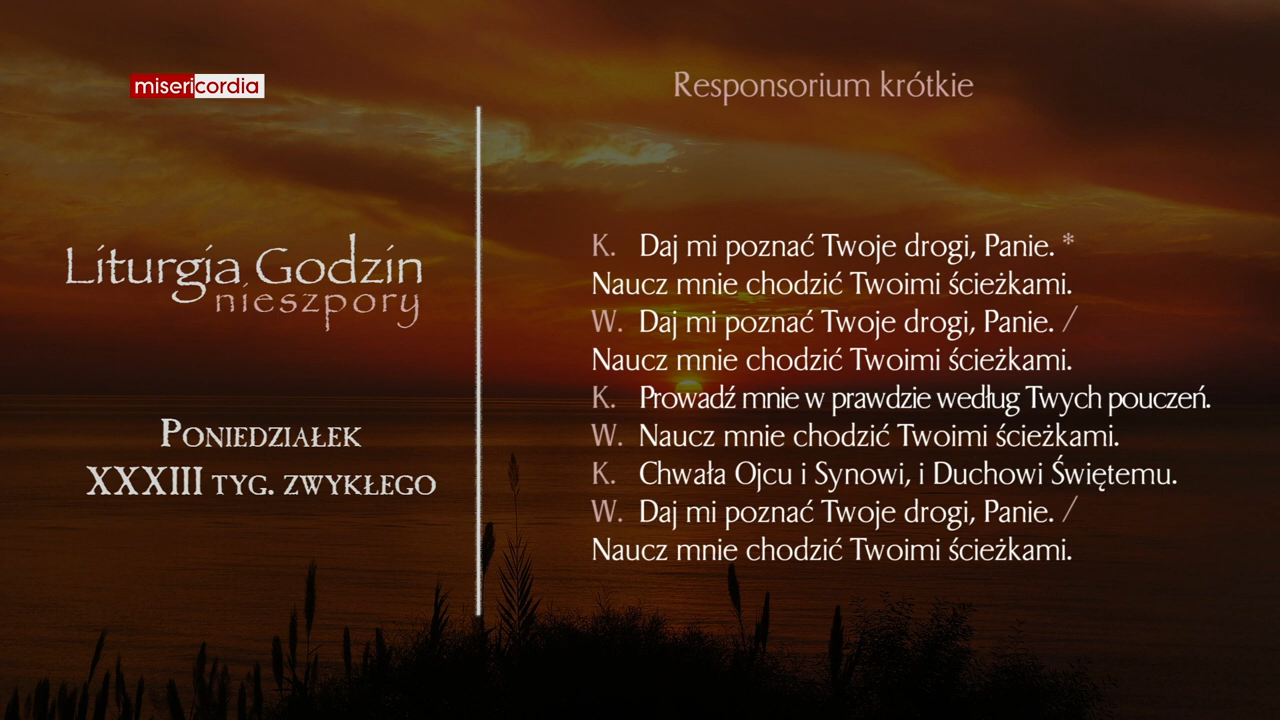 misericordia
Liturgia Godzin
nieszpory
Poniedziałek
XXXIII tyg. zwykłego
Responsorium krótkie
K. Daj mi poznać Twoje drogi, Panie. *
Naucz mnie chodzić Twoimi ścieżkami.
W. Daj mi poznać Twoje drogi, Panie. /
Naucz mnie chodzić Twoimi ścieżkami.
K. Prowadź mnie w prawdzie według Twych pouczeń.
W. Naucz mnie chodzić Twoimi ścieżkami.
K. Chwała Ojcu i Synowi, i Duchowi Świętemu.
W. Daj mi poznać Twoje drogi, Panie. /
Naucz mnie chodzić Twoimi ścieżkami.